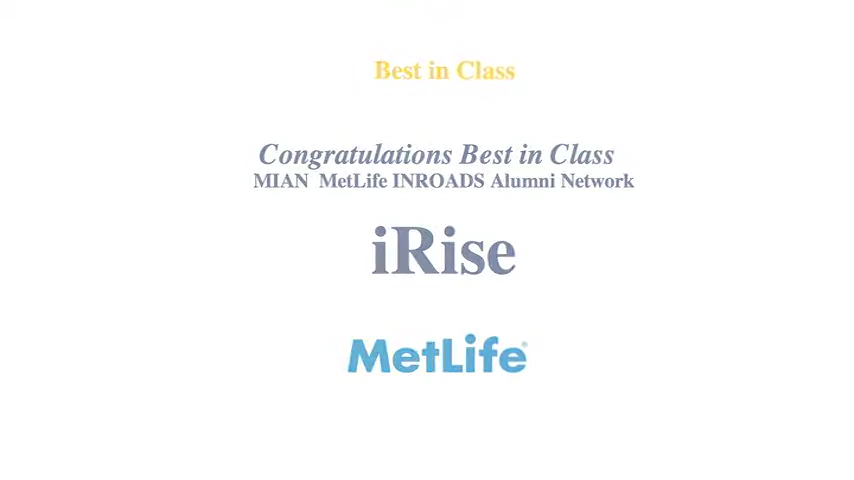 Best in Class
Congratulations Best in Class
MIAN MetLife INROADS Alumni Network
iRise
MetLife®